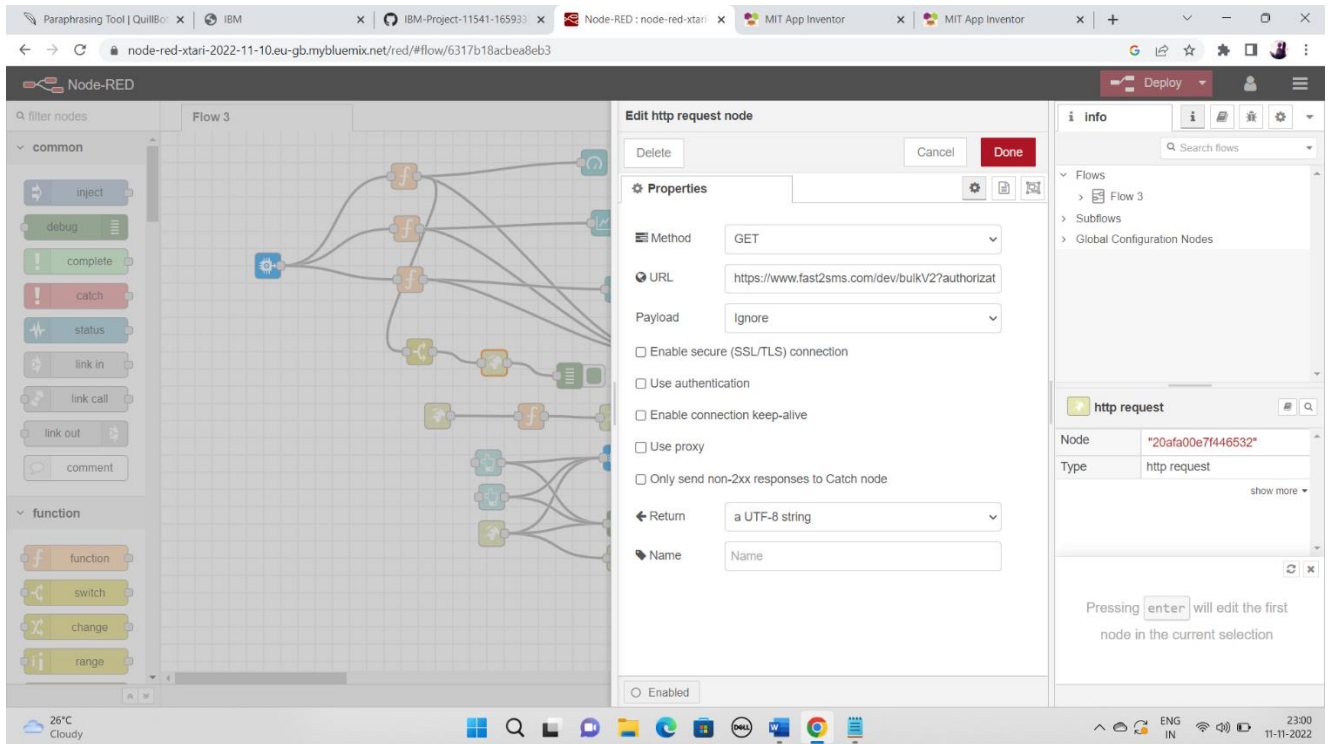 Paraphrasing Tool | QuillBot
IBM
IBM-Project-11541-165933
Node-RED : node-red-xtari-
MIT App Inventor
MIT App Inventor
node-red-xtari-2022-11-10.eu-gb.mybluemix.net/red/#flow/6317b18acbea8eb3
Node-RED
Deploy
filter nodes
Flow 3
Edit http request node
i info
Delete
Cancel
Done
Search flows
common
Properties
Flows
Flow 3
Subflows
Global Configuration Nodes
inject
debug
complete
catch
status
link in
link call
link out
comment
function
function
switch
change
range
Method
GET
URL
https://www.fast2sms.com/dev/bulkV2?authorizat
Payload
Ignore
Enable secure (SSL/TLS) connection
Use authentication
Enable connection keep-alive
Use proxy
Only send non-2xx responses to Catch node
Return
a UTF-8 string
Name
Name
Enabled
http request
Node
"20afa00e7f446532"
Type
http request
show more
Pressing enter will edit the first
node in the current selection
26°C
Cloudy
DELL
ENG
IN
23:00
11-11-2022